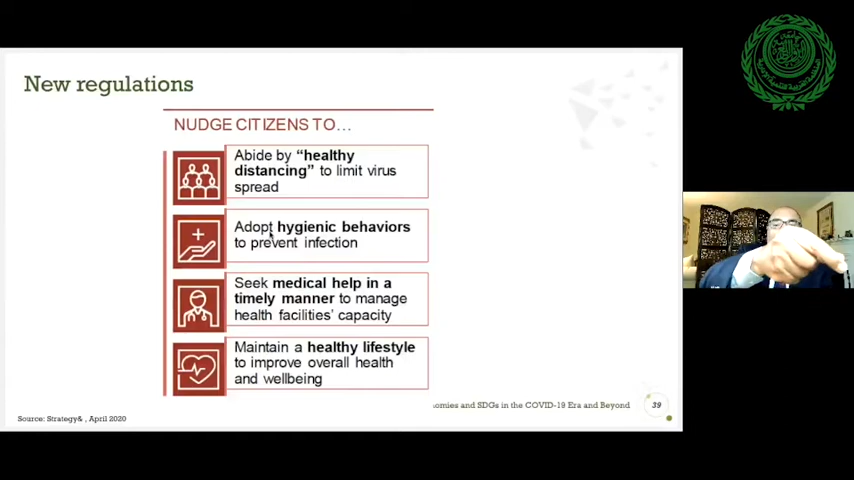 New regulations
NUDGE CITIZENS TO…
Abide by “healthy
distancing” to limit virus
spread
Adopt hygienic behaviors
to prevent infection
Seek medical help in a
timely manner to manage
health facilities’ capacity
Maintain a healthy lifestyle
to improve overall health
and wellbeing
Source: Strategy& , April 2020
omies and SDGs in the COVID-19 Era and Beyond
39